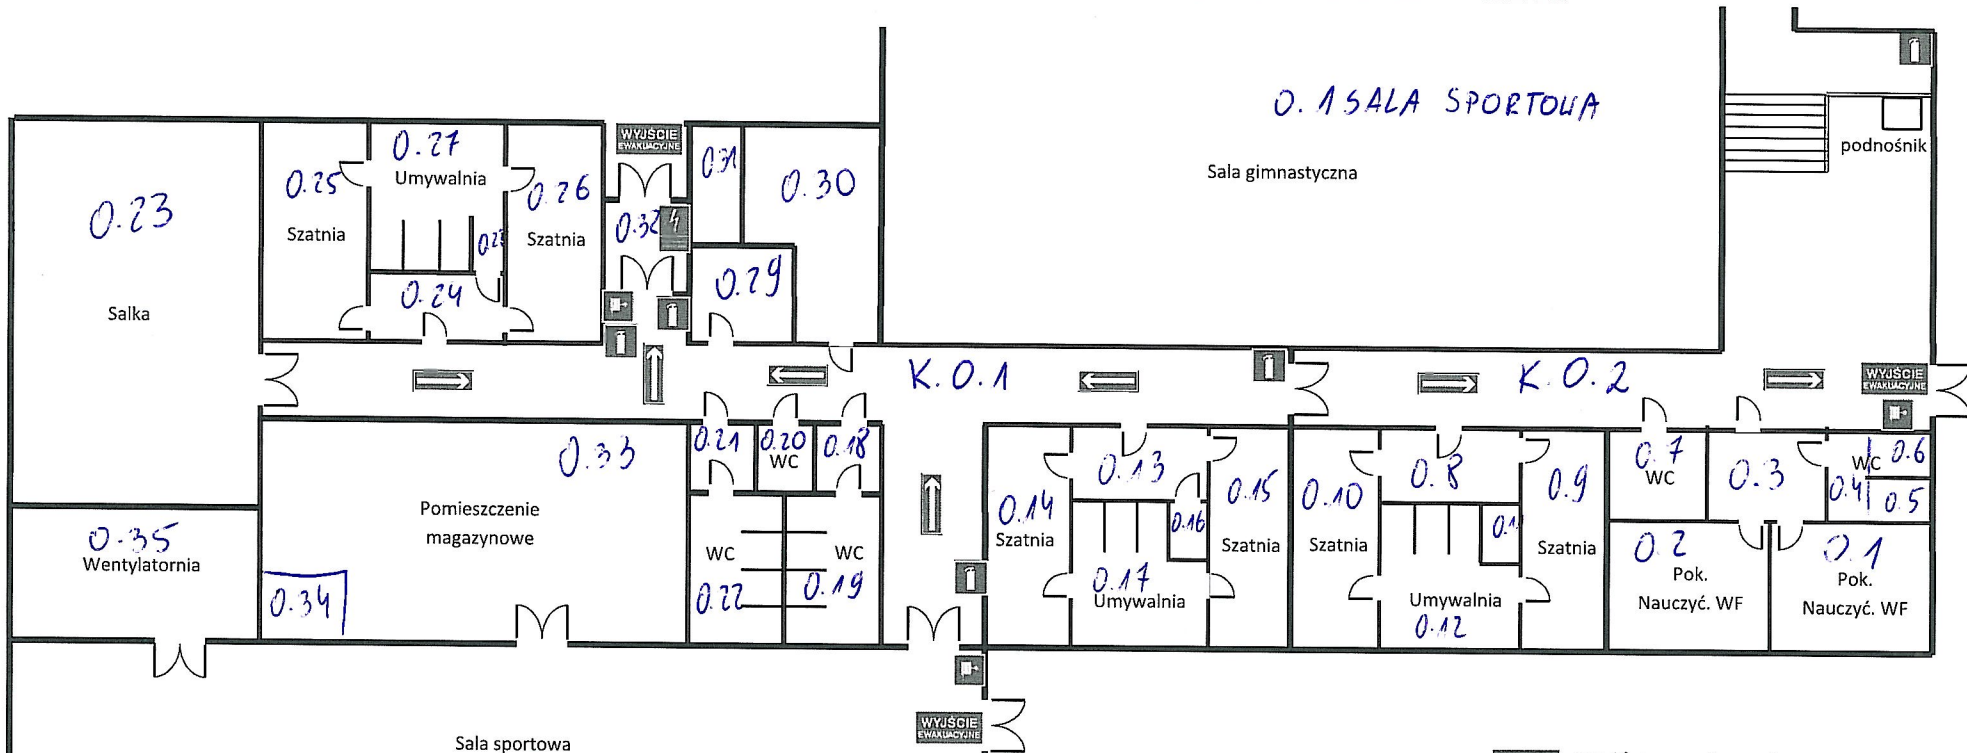 0.1 SALA SPORTOWA
Sala gimnastyczna
podnośnik
WYJŚCIE
EWAKUACYJNE
0.23
Salka
0.25
Szatnia
0.27
Umywalnia
0.24
0.26
Szatnia
0.32
0.31
0.30
0.29
K.0.1
K.0.2
WYJŚCIE
EWAKUACYJNE
0.33
Pomieszczenie
magazynowe
0.34
0.35
Wentylatornia
0.21
0.20
WC
0.18
WC
0.22
WC
0.19
0.13
0.14
Szatnia
0.15
Szatnia
0.16
0.17
Umywalnia
0.10
Szatnia
0.8
0.9
Szatnia
Umywalnia
0.12
0.7
WC
0.3
WC
0.6
0.4
0.5
0.2
Pok.
Nauczyć. WF
0.1
Pok.
Nauczyć. WF
WYJŚCIE
EWAKUACYJNE
Sala sportowa